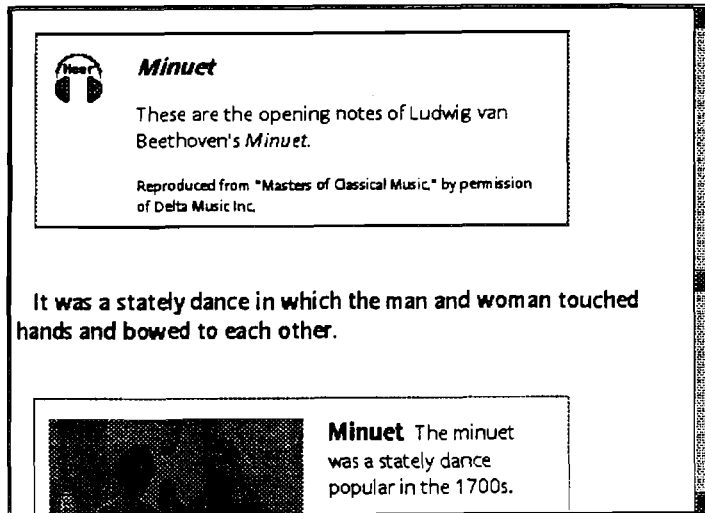 Hear
Minuet
These are the opening notes of Ludwig van
Beethoven's Minuet.
Reproduced from "Masters of Classical Music," by permission
of Delta Music Inc.
It was a stately dance in which the man and woman touched
hands and bowed to each other.
Minuet The minuet
was a stately dance
popular in the 1700s.